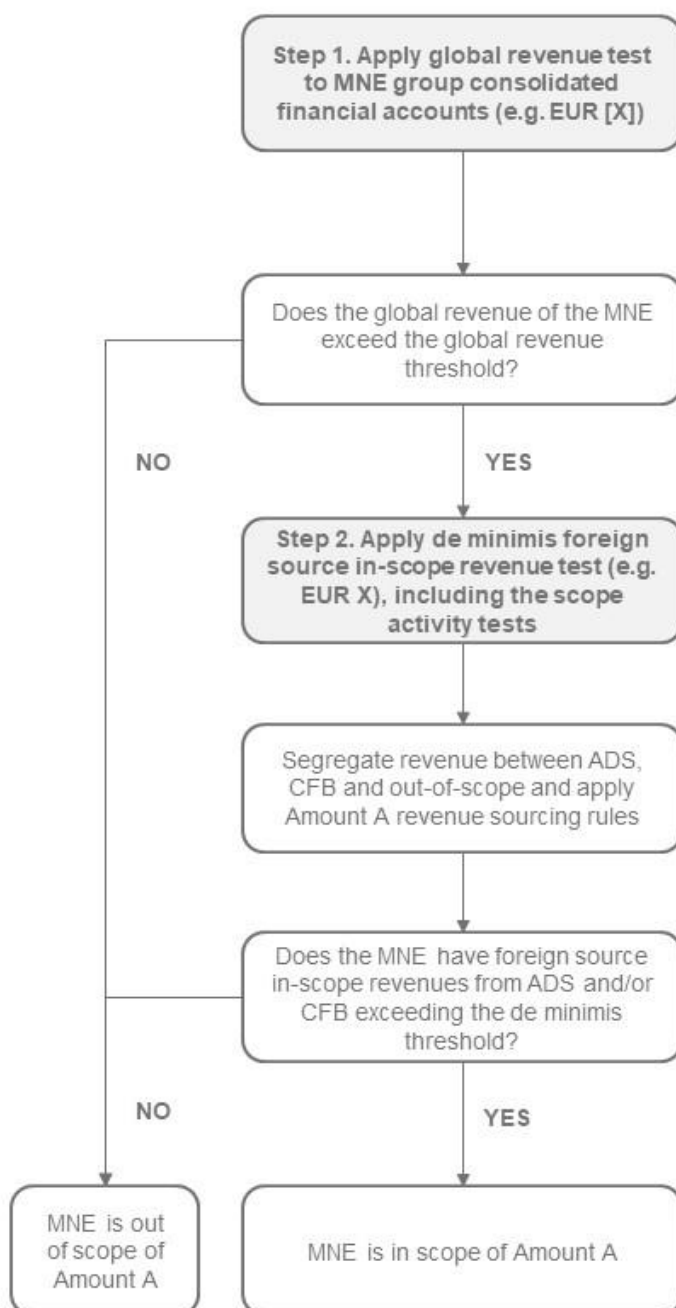 Step 1. Apply global revenue test
to MNE group consolidated
financial accounts (e.g. EUR [X])
Does the global revenue of the MNE
exceed the global revenue
threshold?
NO
YES
Step 2. Apply de minimis foreign
source in-scope revenue test (e.g.
EUR X), including the scope
activity tests
Segregate revenue between ADS,
CFB and out-of-scope and apply
Amount A revenue sourcing rules
Does the MNE have foreign source
in-scope revenues from ADS and/or
CFB exceeding the de minimis
threshold?
NO
YES
MNE is out
of scope of
Amount A
MNE is in scope of Amount A